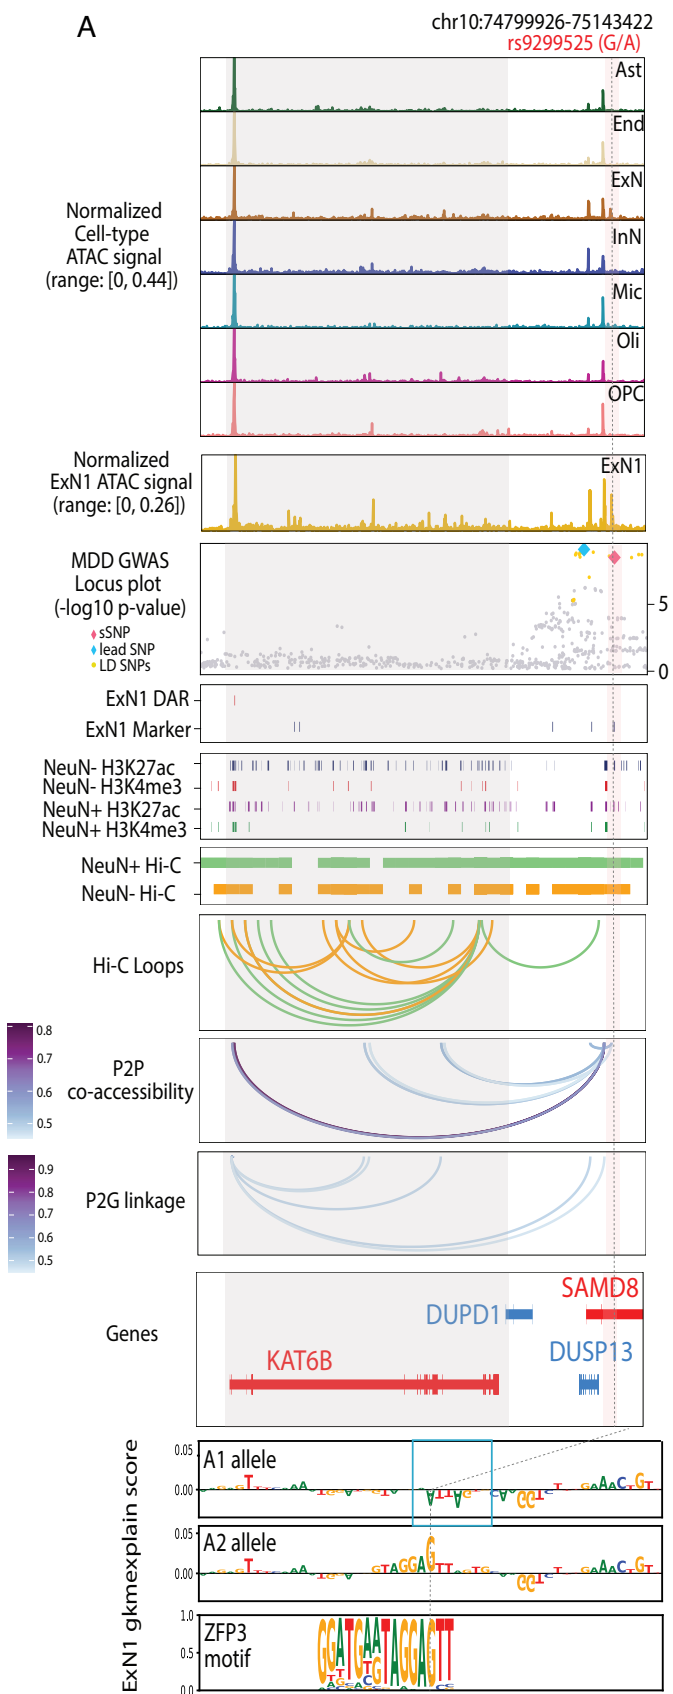 A
chr10:74799926-75143422
rs9299525 (G/A)
Normalized
Cell-type
ATAC signal
(range: [0, 0.44])
Ast
End
ExN
InN
Mic
Oli
OPC
Normalized
ExN1 ATAC signal
(range: [0, 0.26])
ExN1
MDD GWAS
Locus plot
(-log10 p-value)
sSNP
lead SNP
LD SNPs
5
0
ExN1 DAR
ExN1 Marker
NeuN- H3K27ac
NeuN- H3K4me3
NeuN+ H3K27ac
NeuN+ H3K4me3
NeuN+ Hi-C
NeuN- Hi-C
Hi-C Loops
0.8
0.7
0.6
0.5
P2P
co-accessibility
0.9
0.8
0.7
0.6
0.5
P2G linkage
Genes
SAMD8
DUPD1
DUSP13
KAT6B
ExN1 gkmexplain score
0.05
0.00
A1 allele
0.05
0.00
A2 allele
1.0
0.5
0.0
ZFP3
motif